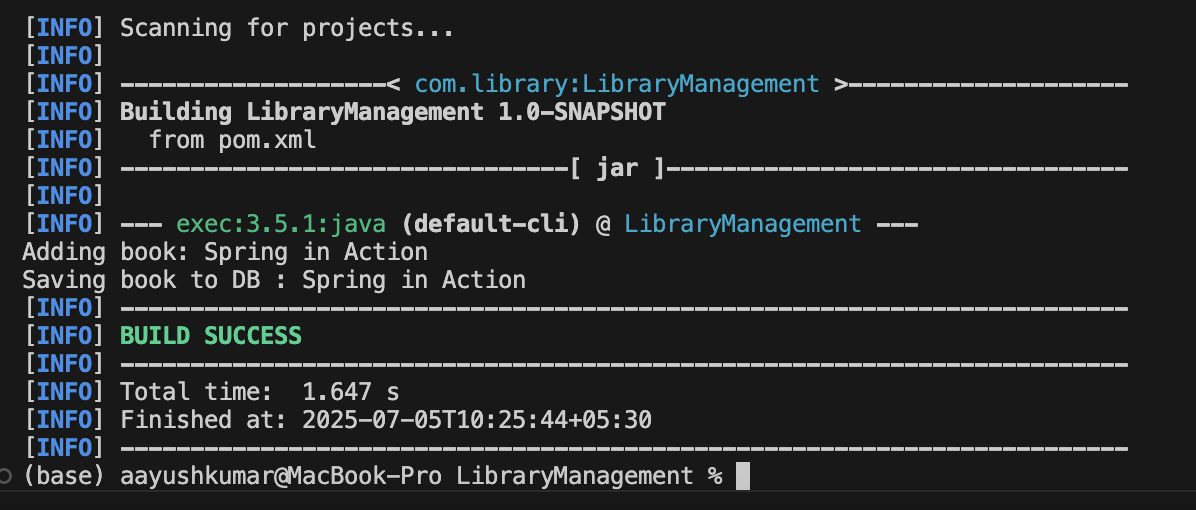 [INFO] Scanning for projects...
[INFO]
[INFO] -------------------< com.library:LibraryManagement >--------------------
[INFO] Building LibraryManagement 1.0-SNAPSHOT
[INFO]   from pom.xml
[INFO] --------------------------------[ jar ]---------------------------------
[INFO]
[INFO] --- exec:3.5.1:java (default-cli) @ LibraryManagement ---
Adding book: Spring in Action
Saving book to DB : Spring in Action
[INFO] ------------------------------------------------------------------------
[INFO] BUILD SUCCESS
[INFO] ------------------------------------------------------------------------
[INFO] Total time:  1.647 s
[INFO] Finished at: 2025-07-05T10:25:44+05:30
[INFO] ------------------------------------------------------------------------
(base) aayushkumar@MacBook-Pro LibraryManagement %